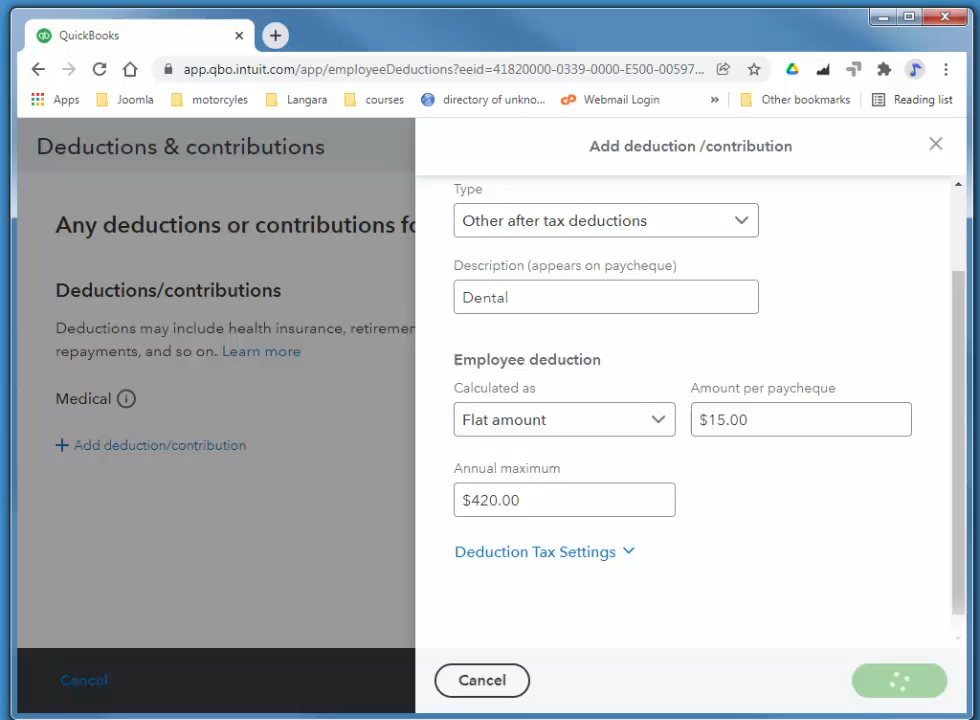 QuickBooks
app.qbo.intuit.com/app/employeeDeductions?eeid=41820000-0339-0000-E500-00597...
Apps Joomla motorcyles Langara courses directory of unkno... Webmail Login » Other bookmarks Reading list
Deductions & contributions
Add deduction /contribution
Type
Other after tax deductions
Any deductions or contributions fo
Description (appears on paycheque)
Dental
Deductions/contributions
Deductions may include health insurance, retiremen
repayments, and so on. Learn more
Employee deduction
Calculated as Amount per paycheque
Medical
Flat amount $15.00
+ Add deduction/contribution
Annual maximum
$420.00
Deduction Tax Settings
Cancel
Cancel